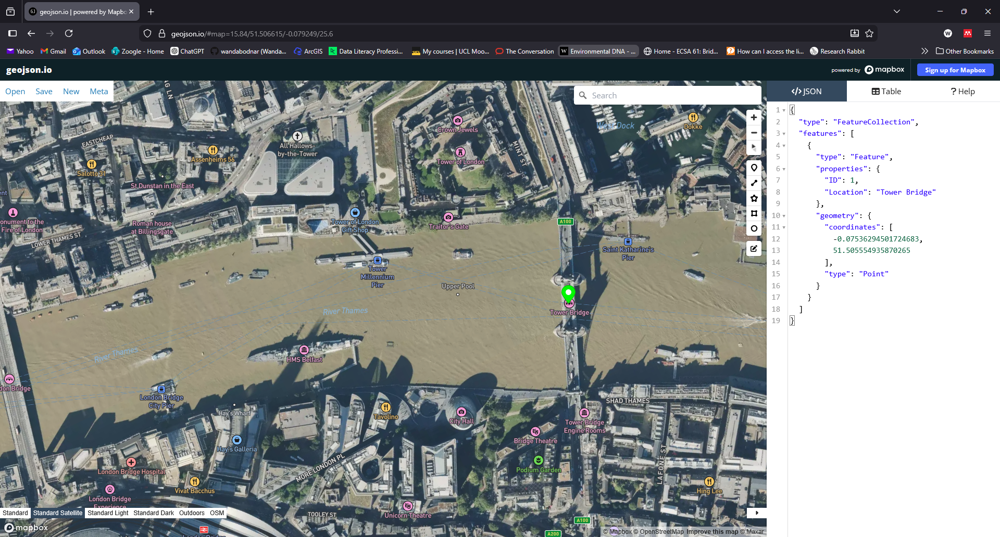 geojson.io | powered by Mapbo
geojson.io/#map=15.84/51.506615/-0.079249/25.6
Yahoo
Gmail
Outlook
Zoogle - Home
ChatGPT
wandabodnar (Wanda...
ArcGIS
Data Literacy Professi...
My courses | UCL Moo...
The Conversation
Environmental DNA - ...
Home - ECSA 61: Brid...
How can I access the li...
Research Rabbit
Other Bookmarks
geojson.io
powered by mapbox
Sign up for Mapbox
Open Save New Meta
Search
JSON
Table
Help
1 {
2 "type": "FeatureCollection",
3 "features": [
4 {
5 "type": "Feature",
6 "properties": {
7 "ID": 1,
8 "Location": "Tower Bridge"
9 },
10 "geometry": {
11 "coordinates": [
12 -0.07536294501724683,
13 51.505554935870265
14 ],
15 "type": "Point"
16 }
17 }
18 ]
19 }
NG LN
Crown Jewels
West Dock
Dokke
EASTCHEAP
All Hallows-
by-the-Tower
MINT ST
Assenheims 56
Tower of London
Salotto 31
St Dunstan in the East
ent
onument to the
Fire of London
Roman house
at Billingsgate
Tower of London
Gift Shop
Traitor's Gate
A100
LOWER THAMES ST
Saint Katharine's
Pier
Tower
Millennium
Pier
Upper Pool
River Thames
Tower Bridge
River Thames
HMS Belfast
don Bridge
London Bridge
City Pier
Hay's Wharf
Tavolino
City Hall
SHAD THAMES
Tower Bridge
Engine Rooms
Bridge Theatre
Hay's Galleria
MORE LONDON PL
Podium Garden
LAFONE ST
London Bridge Hospital
Vivat Bacchus
Hing Lee
London Bridge
Experience
Unicorn Theatre
TOOLEY ST
A100
Standard
Standard Satellite
Standard Light
Standard Dark
Outdoors
OSM
mapbox
London Bridge
A200
© Mapbox © OpenStreetMap Improve this map © Maxar